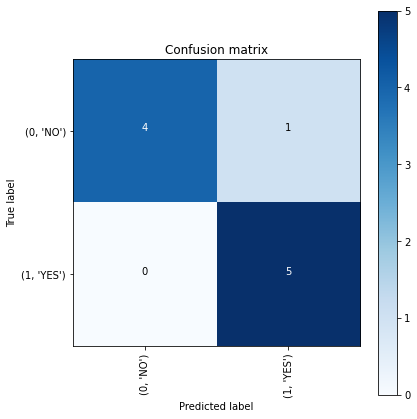 Confusion matrix
5
4
3
2
1
0
True label
(0, 'NO')
4
1
(1, 'YES')
0
5
(0, 'NO')
(1, 'YES')
Predicted label